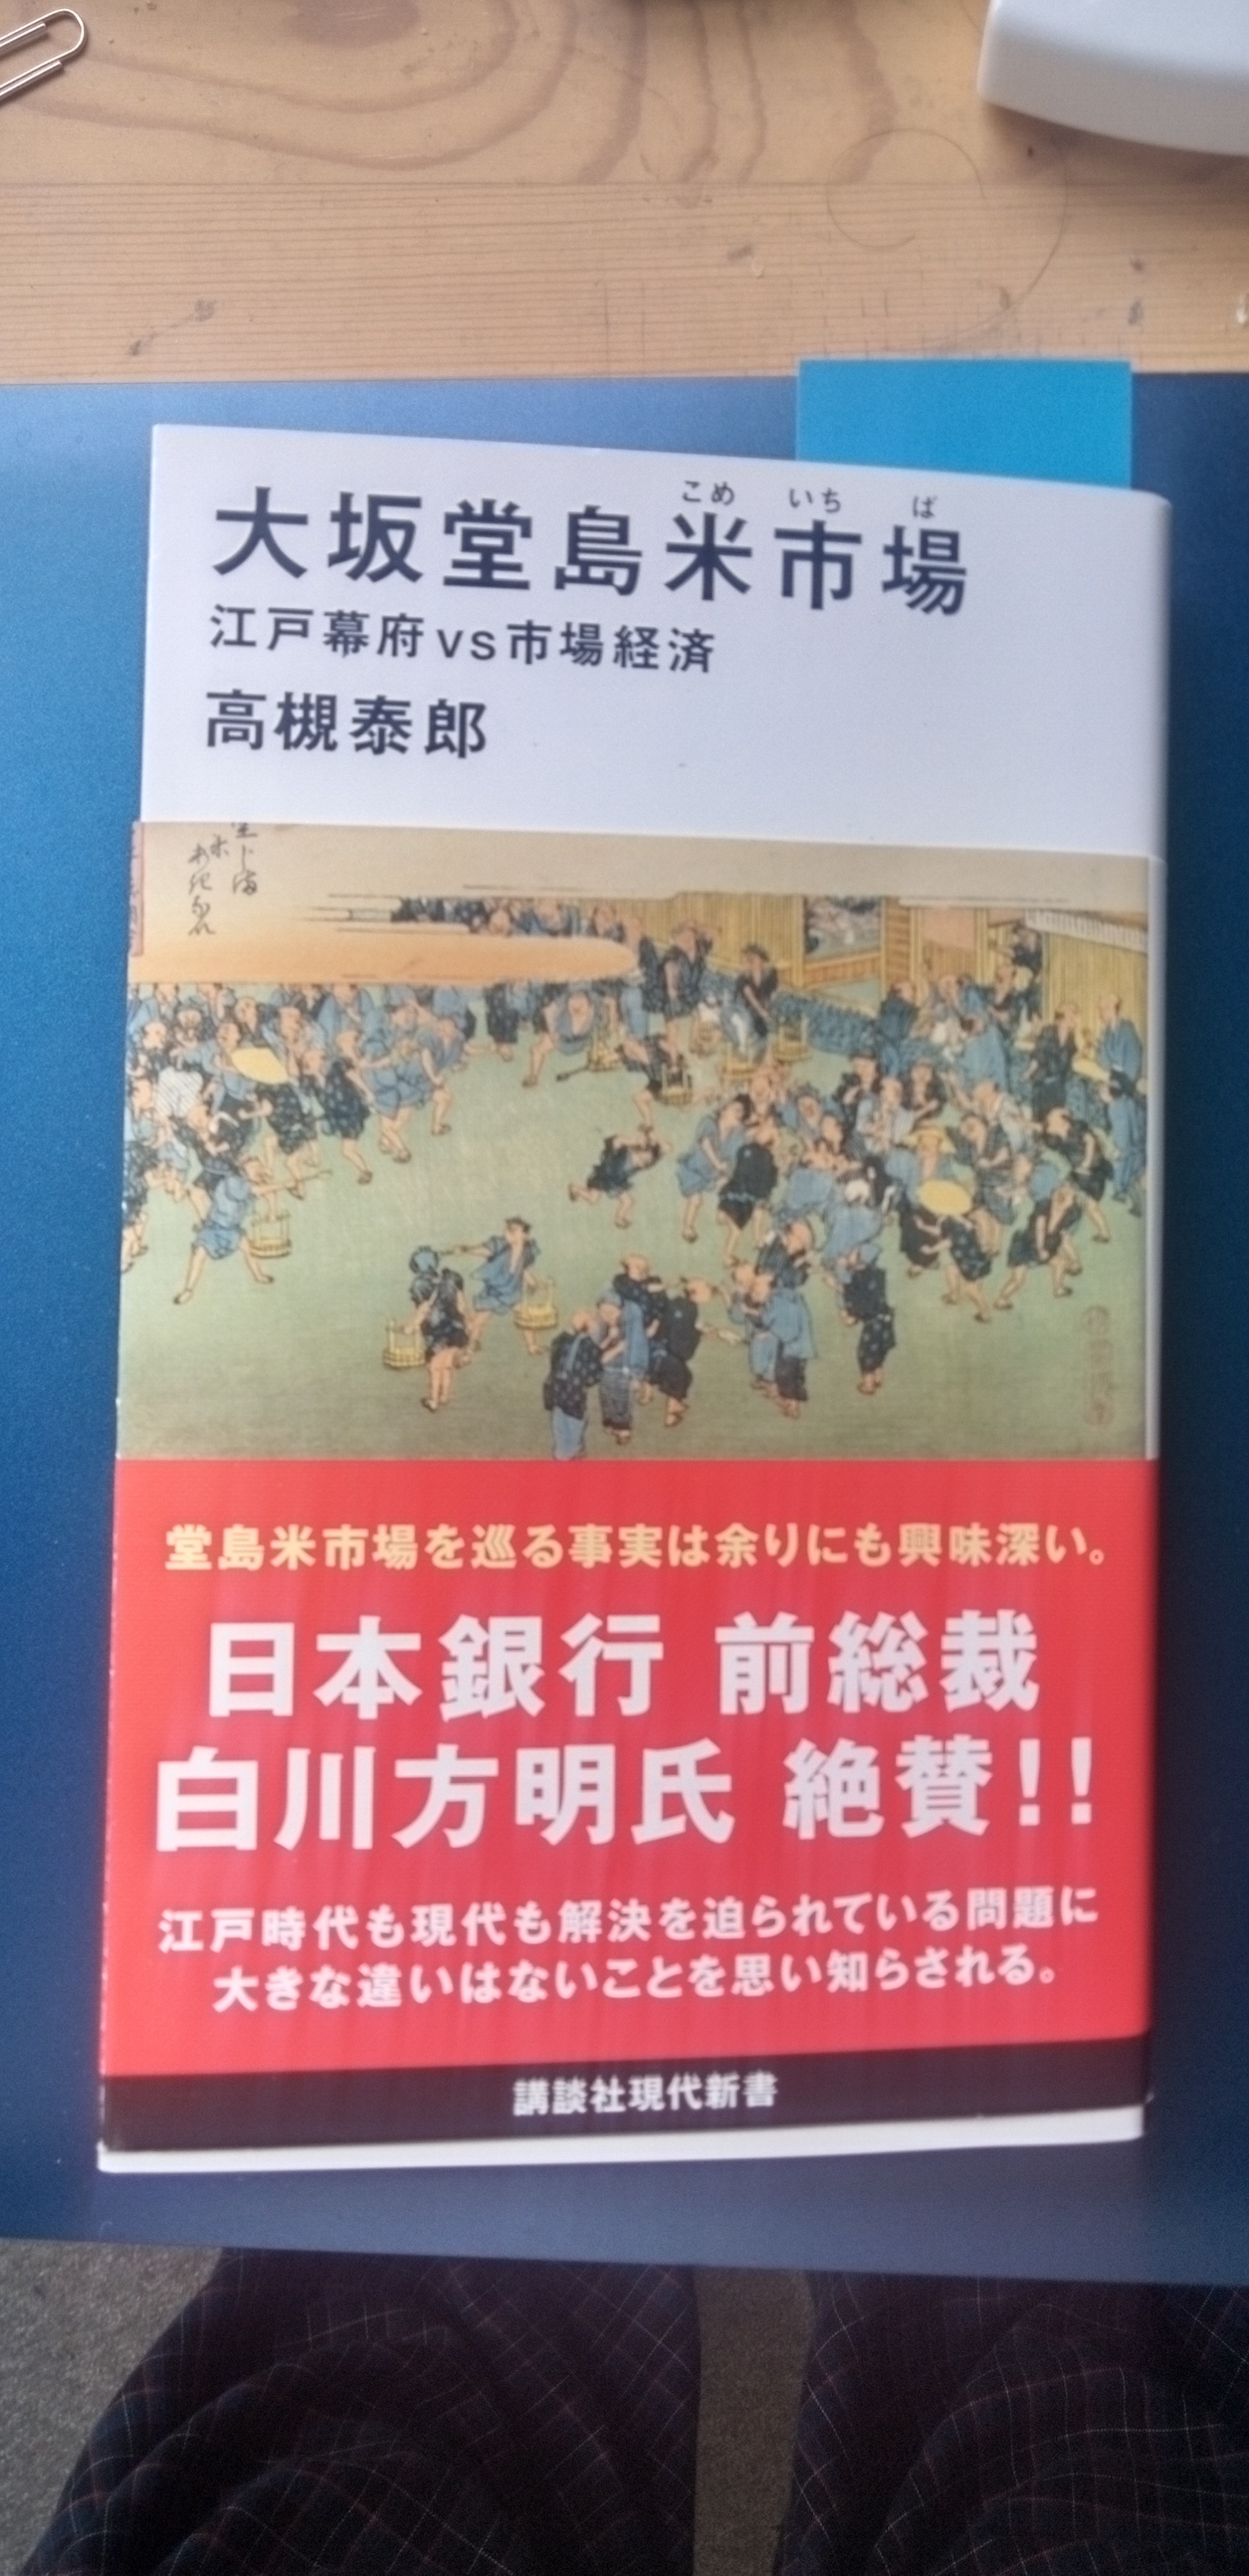 こめ いち ば
大坂堂島米市場
江戸幕府vs市場経済
高槻泰郎
堂島米市場を巡る事実は余りにも興味深い。
日本銀行 前総裁
白川方明氏 絶賛!!
江戸時代も現代も解決を迫られている問題に
大きな違いはないことを思い知らされる。
講談社現代新書